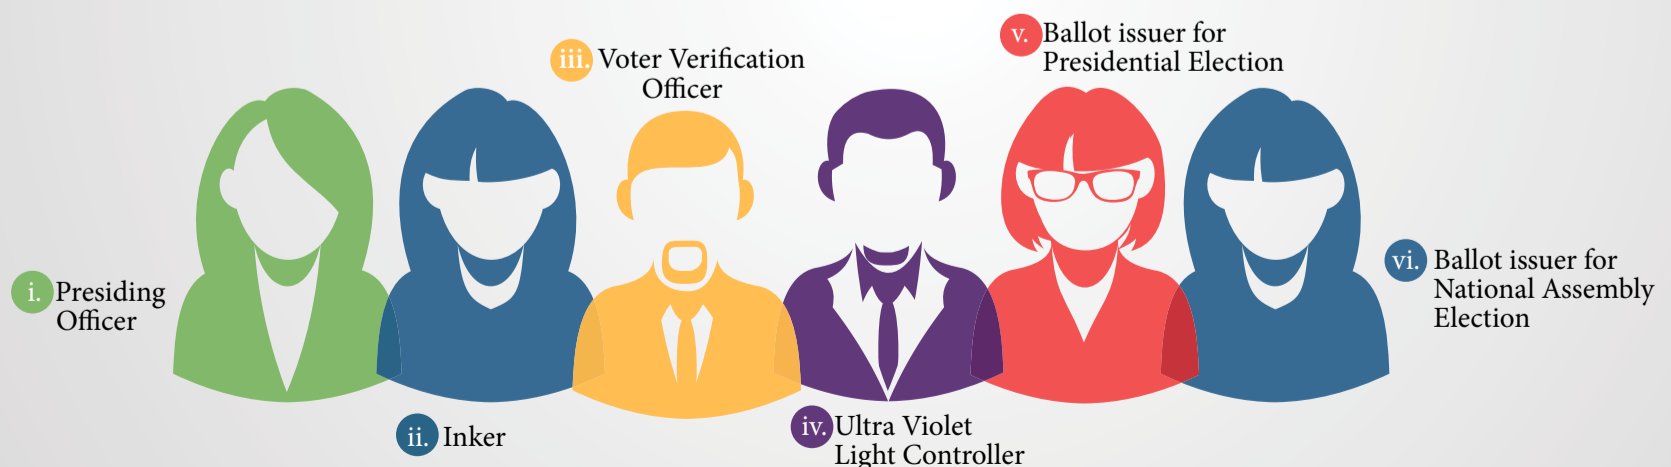 i. Presiding
Officer
ii. Inker
iii. Voter Verification
Officer
iv. Ultra Violet
Light Controller
v. Ballot issuer for
Presidential Election
vi. Ballot issuer for
National Assembly
Election